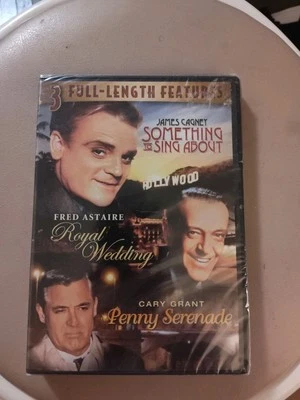 3 FULL-LENGTH FEATURES
JAMES CAGNEY
SOMETHING
TO
SING ABOUT
HOLLYWOOD
FRED ASTAIRE
Royal
Wedding
CARY GRANT
Penny Serenade